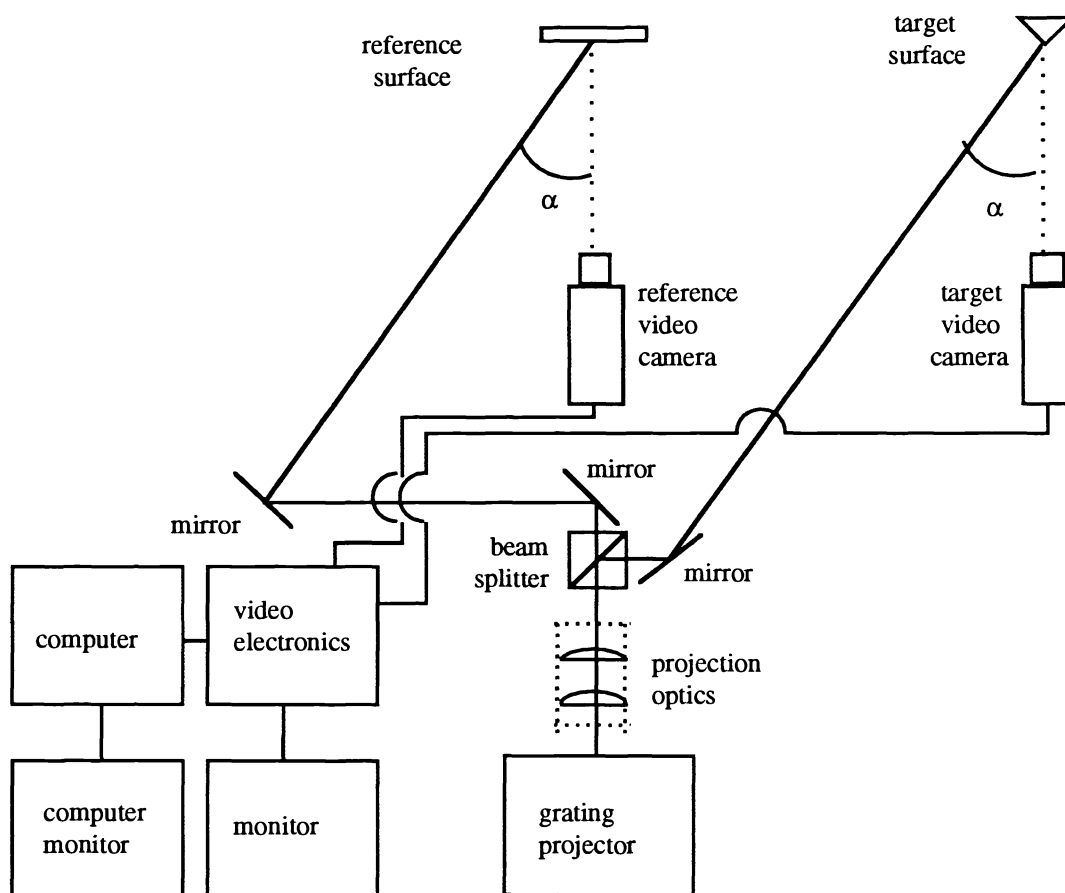 reference
surface
target
surface
α
α
reference
video
camera
target
video
camera
mirror
mirror
beam
splitter
mirror
computer
video
electronics
projection
optics
computer
monitor
monitor
grating
projector